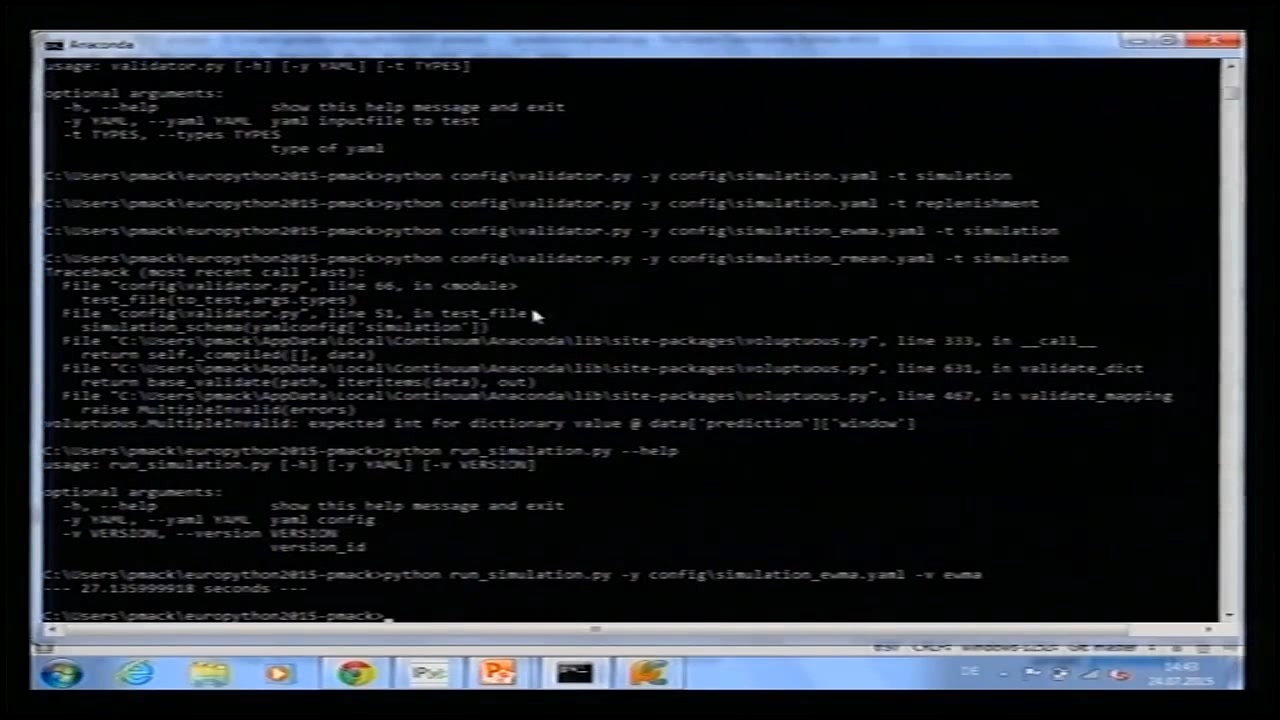 Anaconda
usage: validator.py [-h] [-y YAML] [-t TYPES]
optional arguments:
-h, --help show this help message and exit
-y YAML, --yaml YAML yaml inputfile to test
-t TYPES, --types TYPES
type of yaml
C:\Users\pmack\europython2015-pmack>python config\validator.py -y config\simulation.yaml -t simulation
C:\Users\pmack\europython2015-pmack>python config\validator.py -y config\simulation.yaml -t replenishment
C:\Users\pmack\europython2015-pmack>python config\validator.py -y config\simulation_ewma.yaml -t simulation
C:\Users\pmack\europython2015-pmack>python config\validator.py -y config\simulation_rmean.yaml -t simulation
Traceback (most recent call last):
File "config\validator.py", line 66, in <module>
test_file(to_test,args.types)
File "config\validator.py", line 51, in test_file
simulation_schema(yamlconfig['simulation'])
File "C:\Users\pmack\AppData\Local\Continuum\Anaconda\lib\site-packages\voluptuous.py", line 333, in __call__
return self._compiled([], data)
File "C:\Users\pmack\AppData\Local\Continuum\Anaconda\lib\site-packages\voluptuous.py", line 631, in validate_dict
return base_validate(path, iteritems(data), out)
File "C:\Users\pmack\AppData\Local\Continuum\Anaconda\lib\site-packages\voluptuous.py", line 467, in validate_mapping
raise MultipleInvalid(errors)
voluptuous.MultipleInvalid: expected int for dictionary value @ data['prediction']['window']
C:\Users\pmack\europython2015-pmack>python run_simulation.py --help
usage: run_simulation.py [-h] [-y YAML] [-v VERSION]
optional arguments:
-h, --help show this help message and exit
-y YAML, --yaml YAML yaml config
-v VERSION, --version VERSION
version_id
C:\Users\pmack\europython2015-pmack>python run_simulation.py -y config\simulation_ewma.yaml -v ewma
--- 27.135999918 seconds ---
C:\Users\pmack\europython2015-pmack>
DE
14:43
24.07.2015